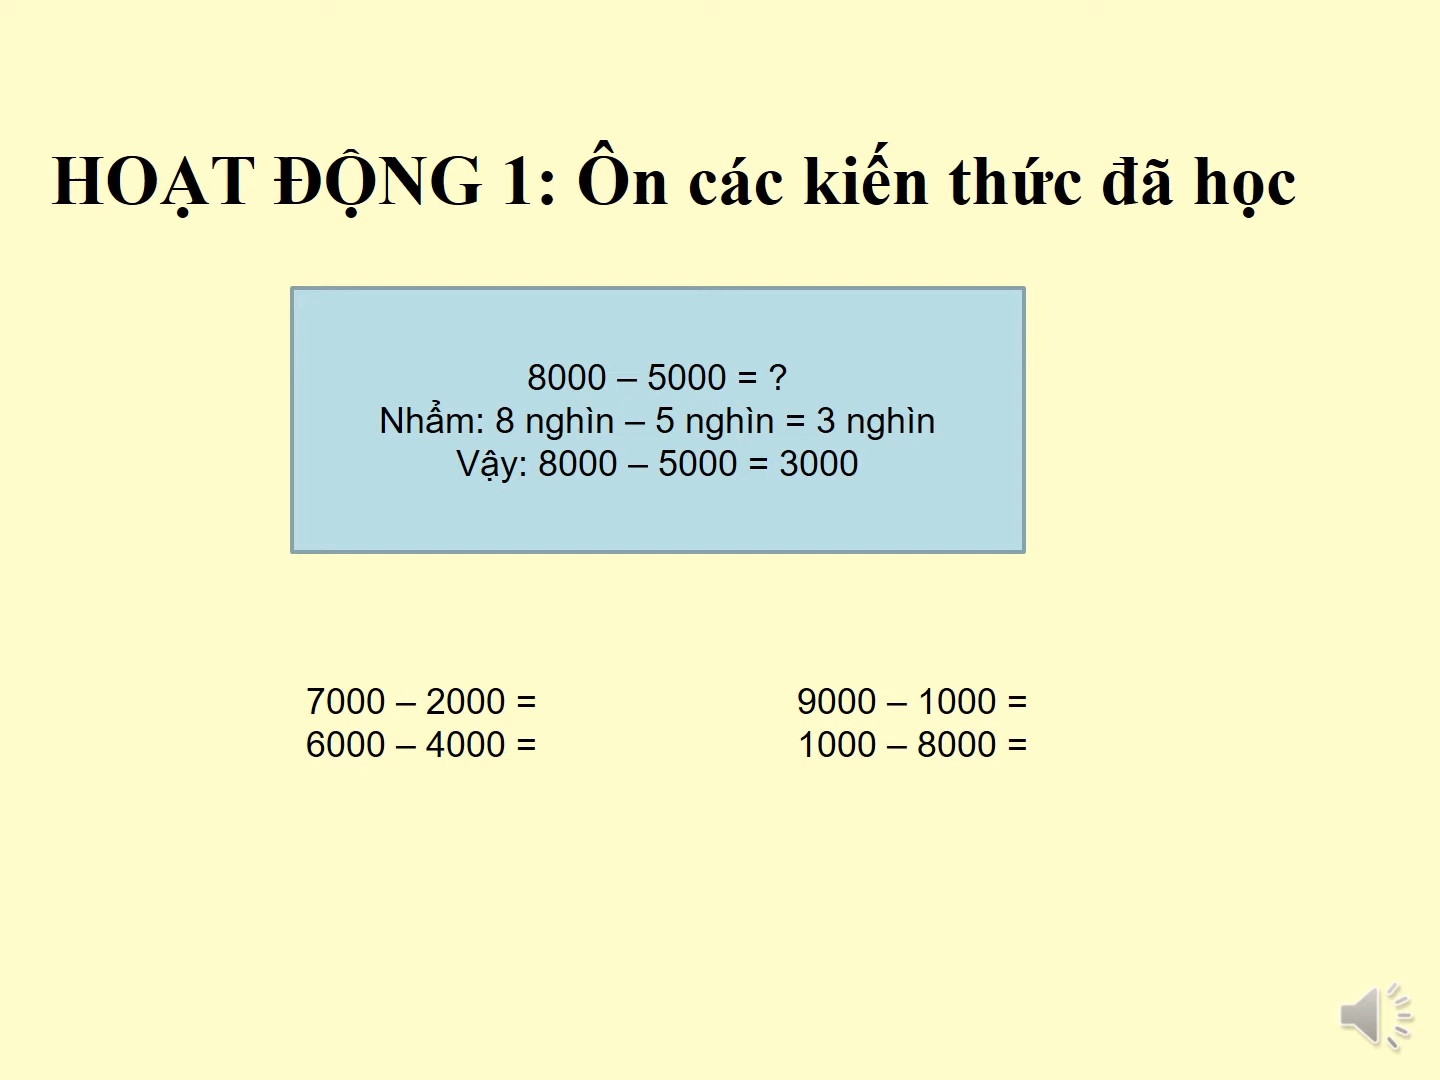 HOẠT ĐỘNG 1: Ôn các kiến thức đã học
8000 – 5000 = ?
Nhẩm: 8 nghìn – 5 nghìn = 3 nghìn
Vậy: 8000 – 5000 = 3000
7000 – 2000 =
6000 – 4000 =
9000 – 1000 =
1000 – 8000 =